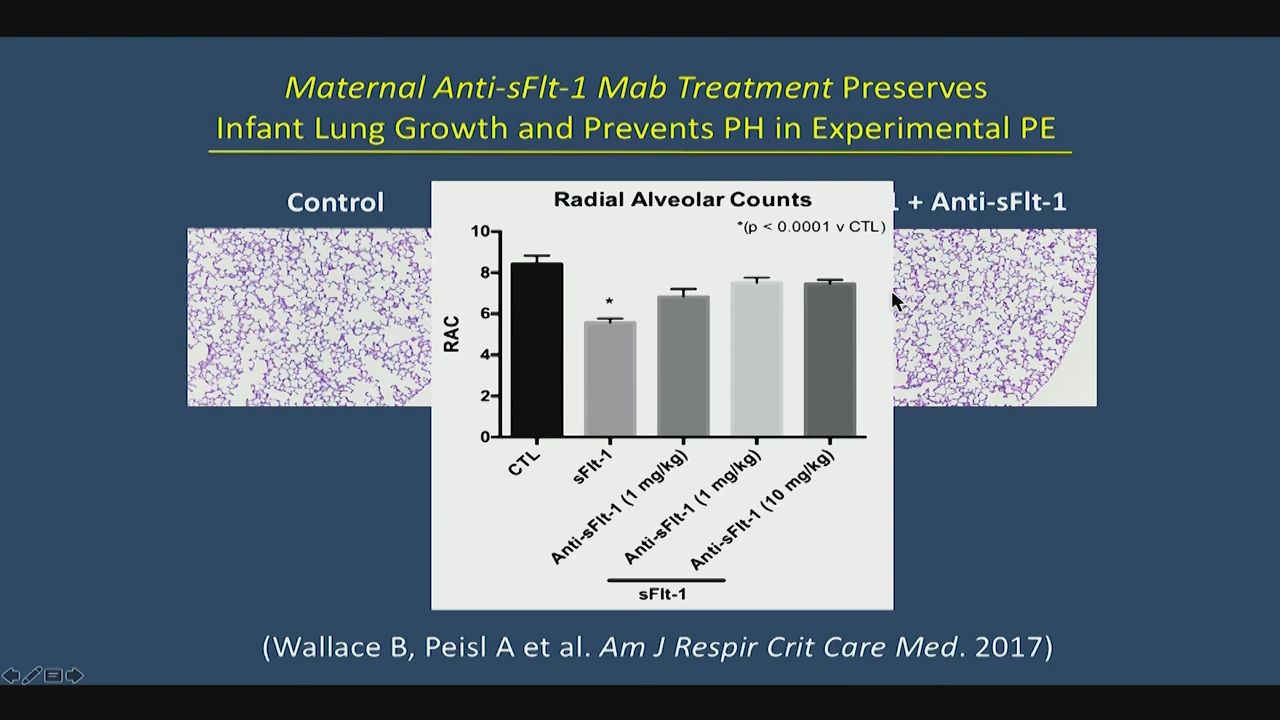 Maternal Anti-sFlt-1 Mab Treatment Preserves
Infant Lung Growth and Prevents PH in Experimental PE
Control
+ Anti-sFlt-1
Radial Alveolar Counts
*(p < 0.0001 v CTL)
RAC
10
8
6
4
2
0
*
CTL
sFlt-1
Anti-sFlt-1 (1 mg/kg)
Anti-sFlt-1 (1 mg/kg)
Anti-sFlt-1 (10 mg/kg)
sFlt-1
(Wallace B, Peisl A et al. Am J Respir Crit Care Med. 2017)